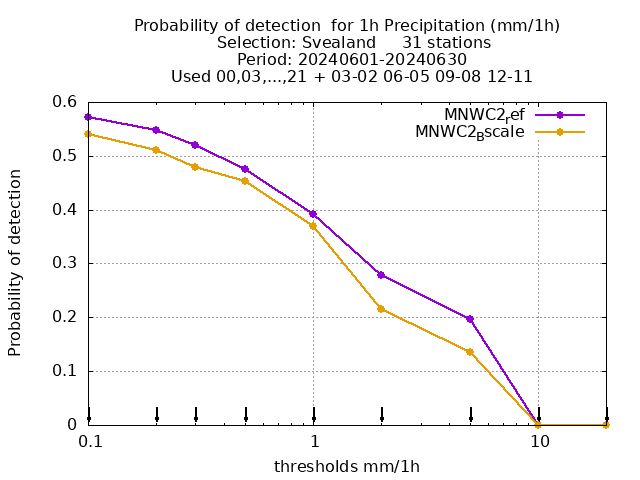 Probability of detection  for 1h Precipitation (mm/1h)
Selection: Svealand     31 stations
Period: 20240601-20240630
Used 00,03,...,21 + 03-02 06-05 09-08 12-11
MNWC2ref
MNWC2Bscale
Probability of detection
0.6
0.5
0.4
0.3
0.2
0.1
0
0.1
1
10
thresholds mm/1h